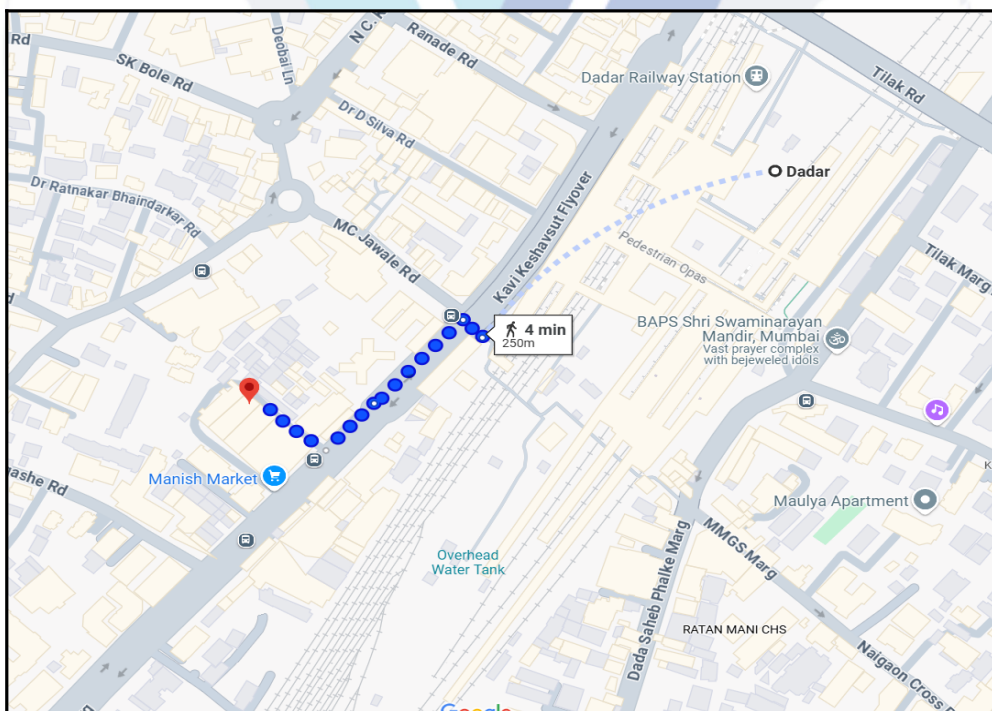 Rd
SK Bole Rd
Deobai Ln
N C.
Ranade Rd
Dr D Silva Rd
Dr Ratnakar Bhaindarkar Rd
MC Jawale Rd
Kavi Keshavsut Flyover
Dadar Railway Station
Tilak Rd
Dadar
Pedestrian Opas
Tilak Marg
4 min
250m
BAPS Shri Swaminarayan
Mandir, Mumbai
Vast prayer complex
with bejeweled idols
Manish Market
ashe Rd
Overhead
Water Tank
Maulya Apartment
MMGS Marg
Dada Saheb Phalke Marg
RATAN MANI CHS
Naigaon Cross
Google